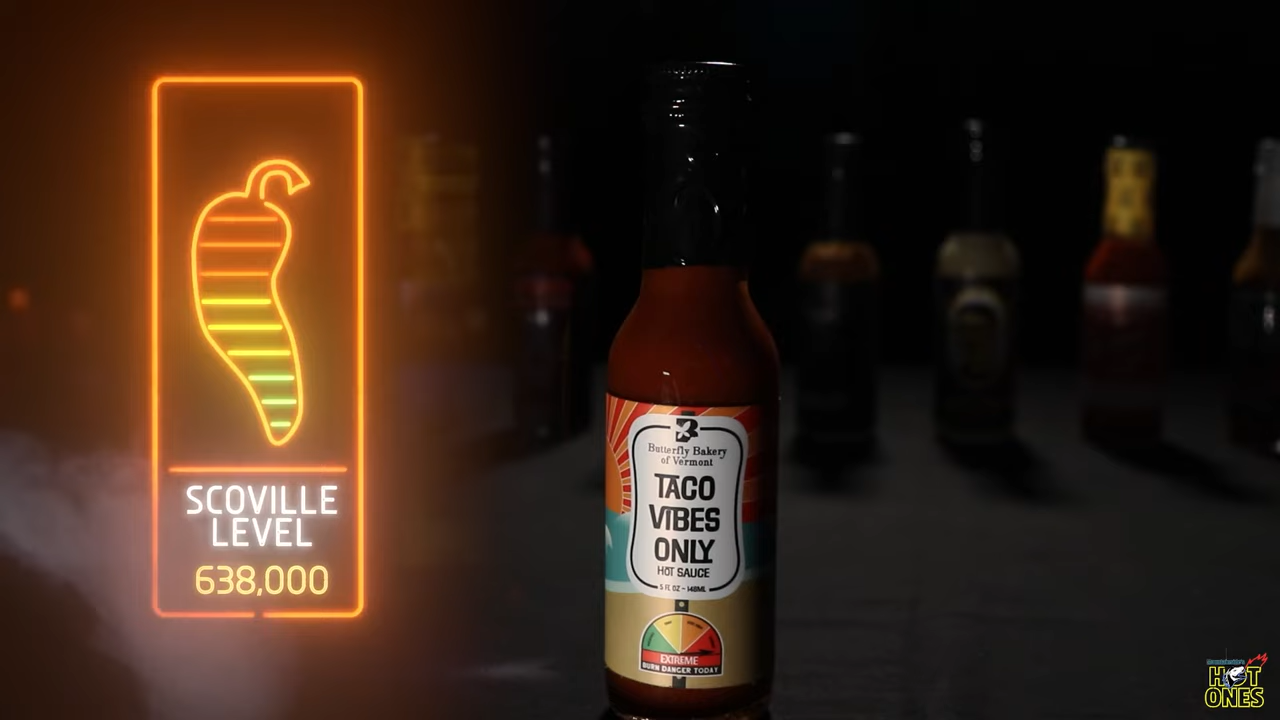 SCOVILLE
LEVEL
638,000
Butterfly Bakery
of Vermont
TACO
VIBES
ONLY
HOT SAUCE
5 FL OZ - 148ML
EXTREME
BURN DANGER TODAY
HOT
ONES